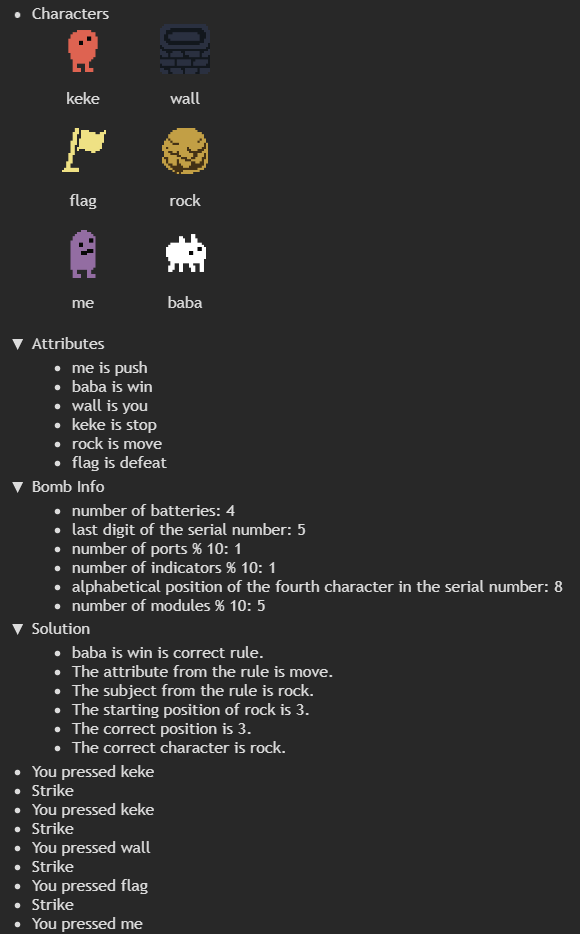 Characters
keke wall
flag rock
me baba
▼ Attributes
me is push
baba is win
wall is you
keke is stop
rock is move
flag is defeat
▼ Bomb Info
number of batteries: 4
last digit of the serial number: 5
number of ports % 10: 1
number of indicators % 10: 1
alphabetical position of the fourth character in the serial number: 8
number of modules % 10: 5
▼ Solution
baba is win is correct rule.
The attribute from the rule is move.
The subject from the rule is rock.
The starting position of rock is 3.
The correct position is 3.
The correct character is rock.
You pressed keke
Strike
You pressed keke
Strike
You pressed wall
Strike
You pressed flag
Strike
You pressed me